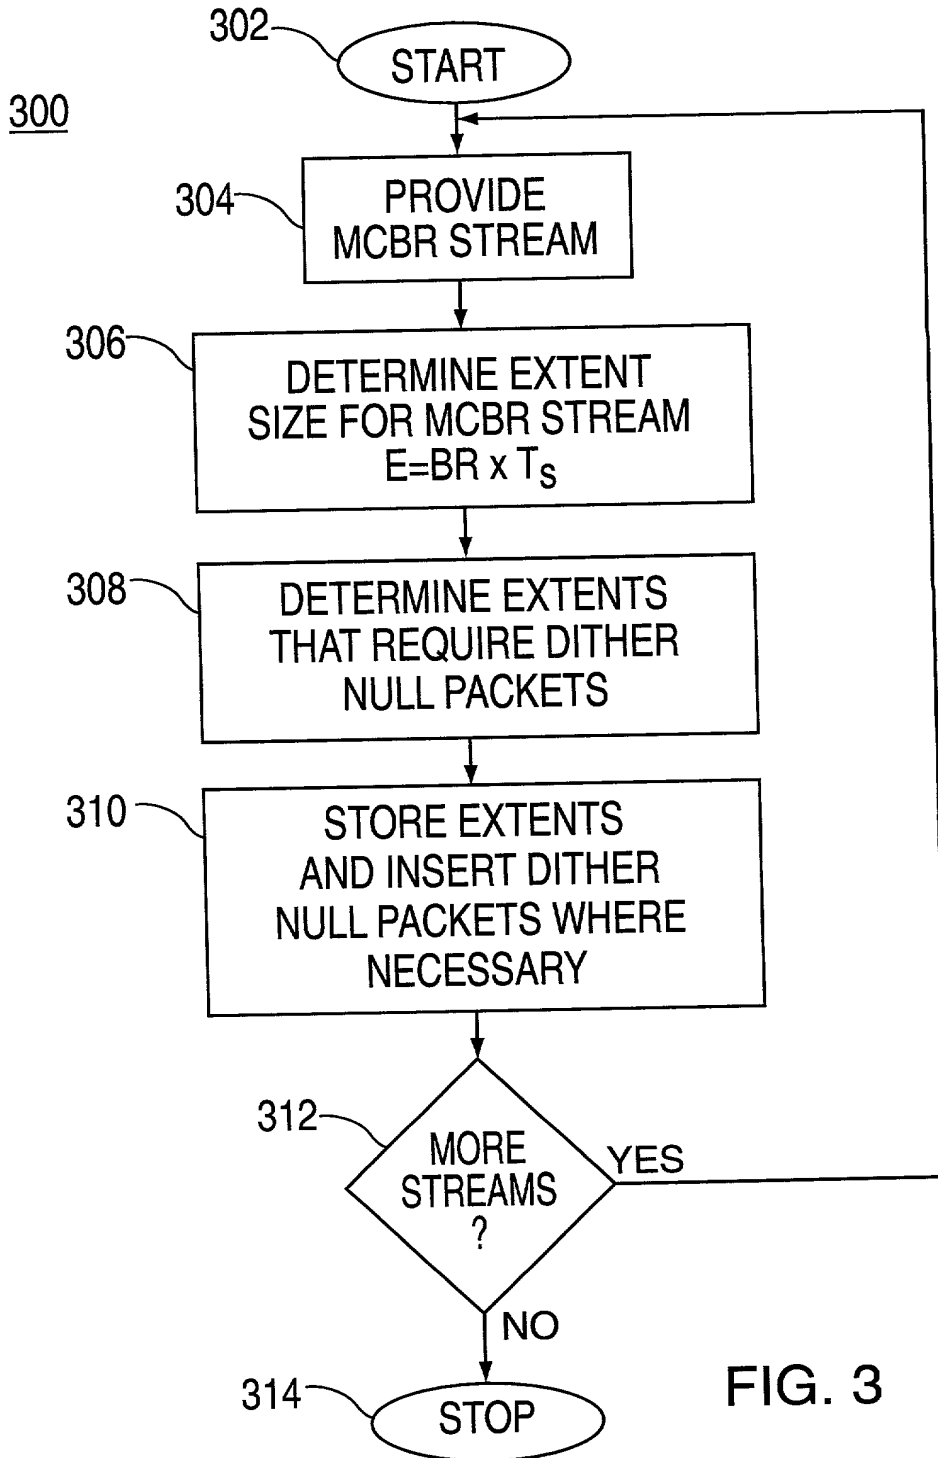 302
START
300
304
PROVIDE
MCBR STREAM
306
DETERMINE EXTENT
SIZE FOR MCBR STREAM
E=BR x TS
308
DETERMINE EXTENTS
THAT REQUIRE DITHER
NULL PACKETS
310
STORE EXTENTS
AND INSERT DITHER
NULL PACKETS WHERE
NECESSARY
312
MORE
STREAMS
?
YES
NO
314
STOP
FIG. 3